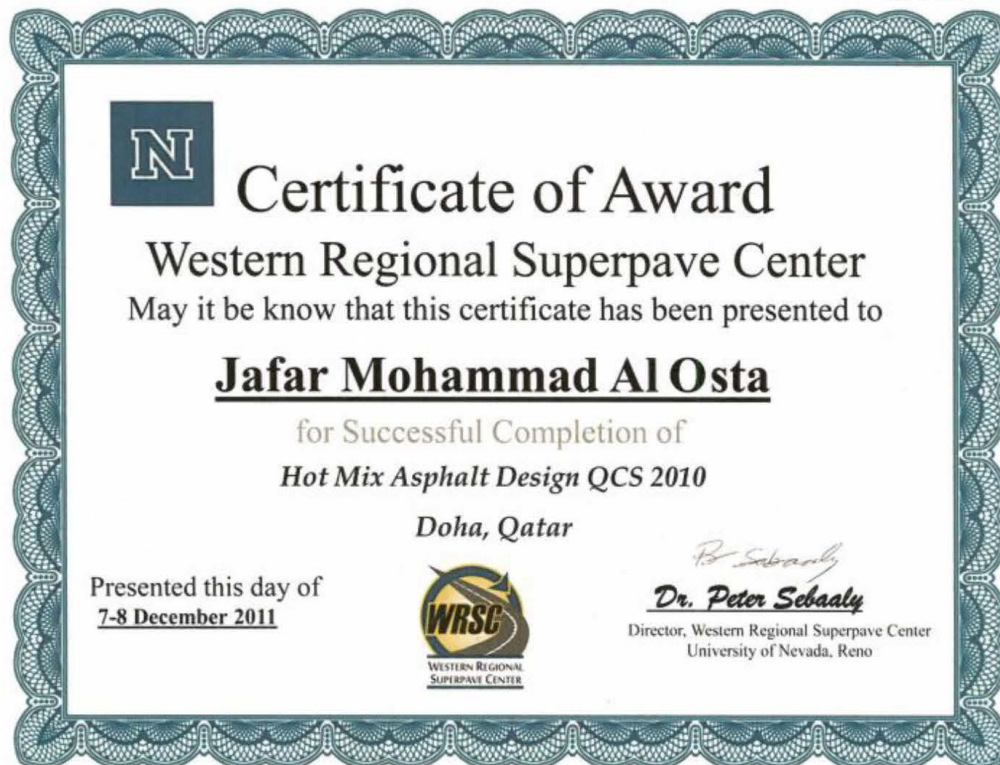 N
Certificate of Award
Western Regional Superpave Center
May it be know that this certificate has been presented to
Jafar Mohammad Al Osta
for Successful Completion of
Hot Mix Asphalt Design QCS 2010
Doha, Qatar
Presented this day of
7-8 December 2011
WRSC
WESTERN REGIONAL
SUPERPAVE CENTER
Dr. Peter Sebaaly
Director, Western Regional Superpave Center
University of Nevada, Reno